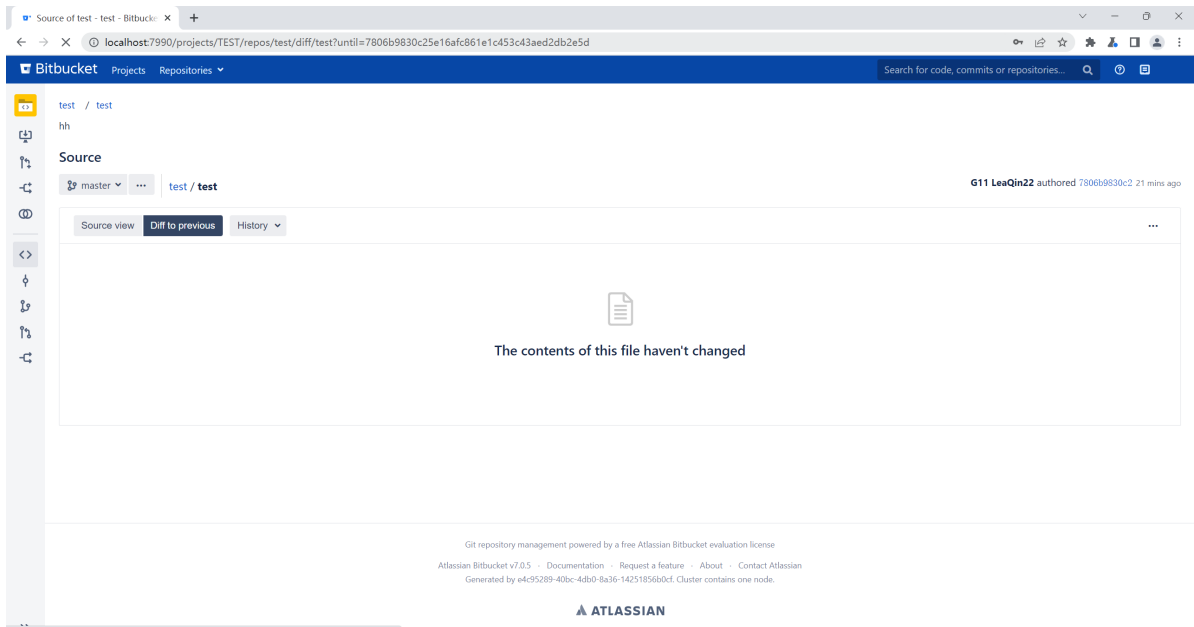 Source of test - test - Bitbucke
localhost:7990/projects/TEST/repos/test/diff/test?until=7806b9830c25e16afc861e1c453c43aed2db2e5d
Bitbucket Projects Repositories Search for code, commits or repositories...
test / test
hh
Source
master ... test / test G11 LeaQin22 authored 7806b9830c2 21 mins ago
Source view Diff to previous History ...
The contents of this file haven't changed
Git repository management powered by a free Atlassian Bitbucket evaluation license
Atlassian Bitbucket v7.0.5 · Documentation · Request a feature · About · Contact Atlassian
Generated by e4c95289-40bc-4db0-8a36-14251856b0cf. Cluster contains one node.
ATLASSIAN